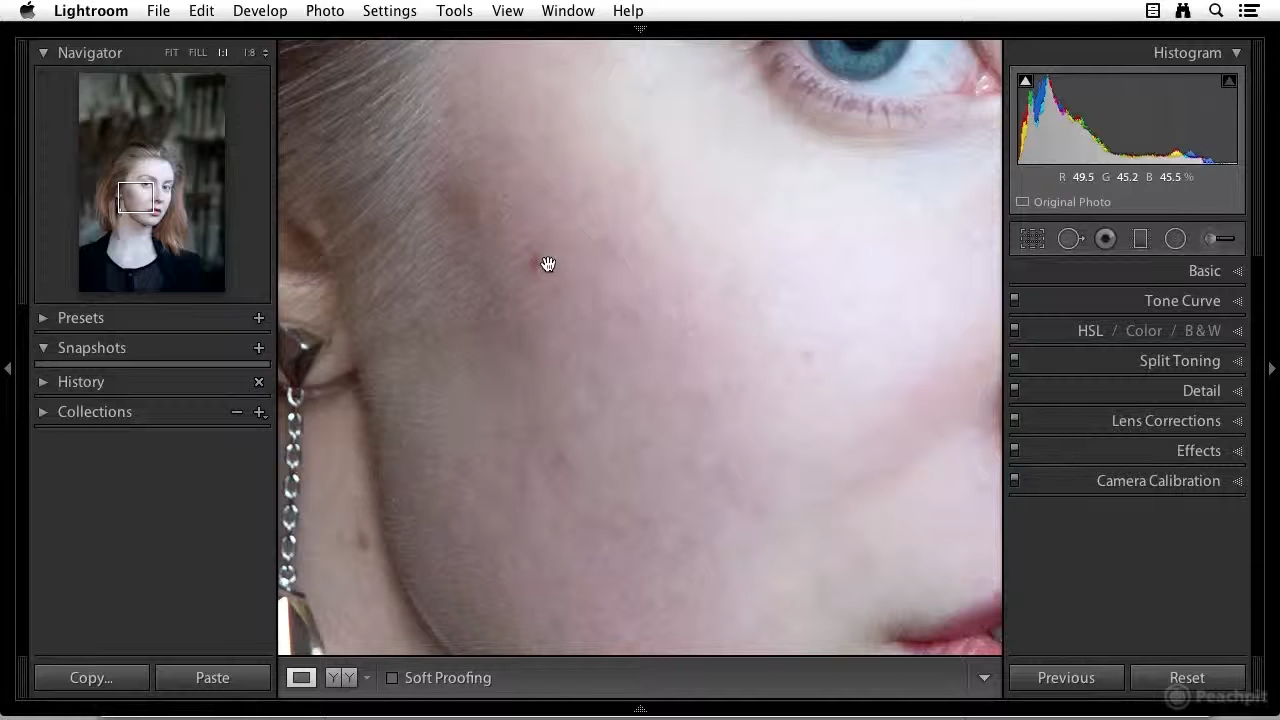 Lightroom File Edit Develop Photo Settings Tools View Window Help
Navigator FIT FILL 1:1 1:8
Histogram
R 49.5 G 45.2 B 45.5 %
Original Photo
Basic
Presets
Tone Curve
HSL / Color / B & W
Snapshots
Split Toning
History
Detail
Collections
Lens Corrections
Effects
Camera Calibration
Copy... Paste
YY Soft Proofing
Previous Reset
Peachpit